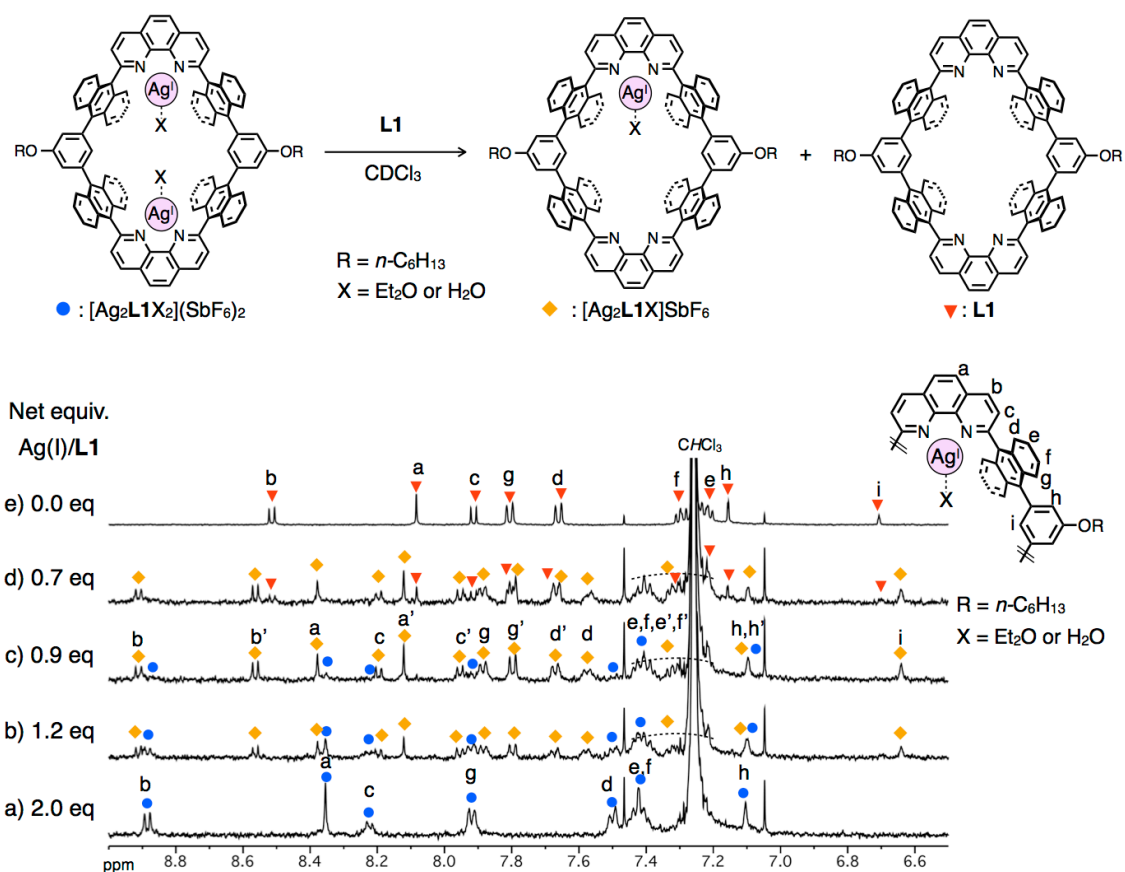 N N
Ag^I
X
RO OR
X
Ag^I
N N
L1
CDCl₃
R = n-C₆H₁₃
X = Et₂O or H₂O
N N
Ag^I
X
RO OR
N N
+
N N
RO OR
N N
: [Ag₂L1X₂](SbF₆)₂
: [Ag₂L1X]SbF₆
: L1
Net equiv.
Ag(I)/L1
a
b
c
d
e
f
g
h
i
N N
Ag^I
X
OR
R = n-C₆H₁₃
X = Et₂O or H₂O
CHCl₃
e) 0.0 eq
b a c g d f e h i
d) 0.7 eq
c) 0.9 eq
b b' a c a' c' g g' d' d e,f,e',f' h,h' i
b) 1.2 eq
a) 2.0 eq
b a c g d e,f h
ppm 8.8 8.6 8.4 8.2 8.0 7.8 7.6 7.4 7.2 7.0 6.8 6.6